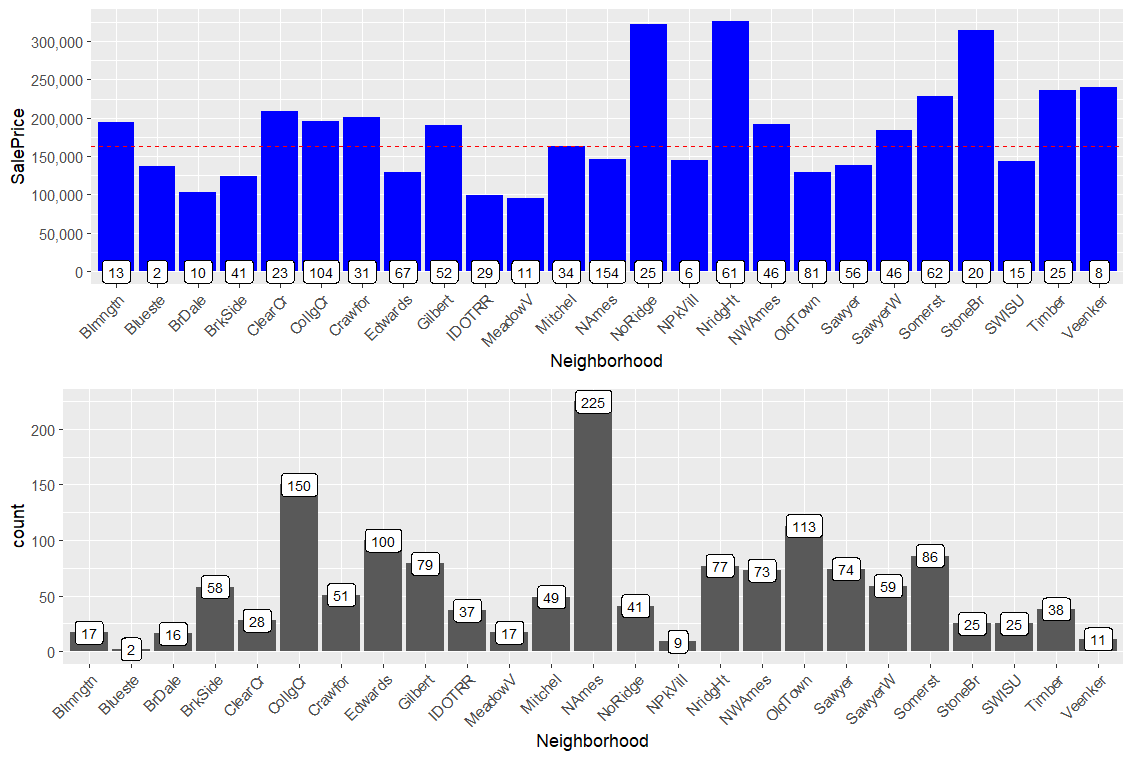 SalePrice
300,000
250,000
200,000
150,000
100,000
50,000
0
13 2 10 41 23 104 31 67 52 29 11 34 154 25 6 61 46 81 56 46 62 20 15 25 8
Blmngtn Blueste BrDale BrkSide ClearCr CollgCr Crawfor Edwards Gilbert IDOTRR MeadowV Mitchel NAmes NoRidge NPkVill NridgHt NWAmes OldTown Sawyer SawyerW Somerst StoneBr SWISU Timber Veenker
Neighborhood
count
200
150
100
50
0
17 2 16 58 28 150 51 100 79 37 17 49 225 41 9 77 73 113 74 59 86 25 25 38 11
Blmngtn Blueste BrDale BrkSide ClearCr CollgCr Crawfor Edwards Gilbert IDOTRR MeadowV Mitchel NAmes NoRidge NPkVill NridgHt NWAmes OldTown Sawyer SawyerW Somerst StoneBr SWISU Timber Veenker
Neighborhood